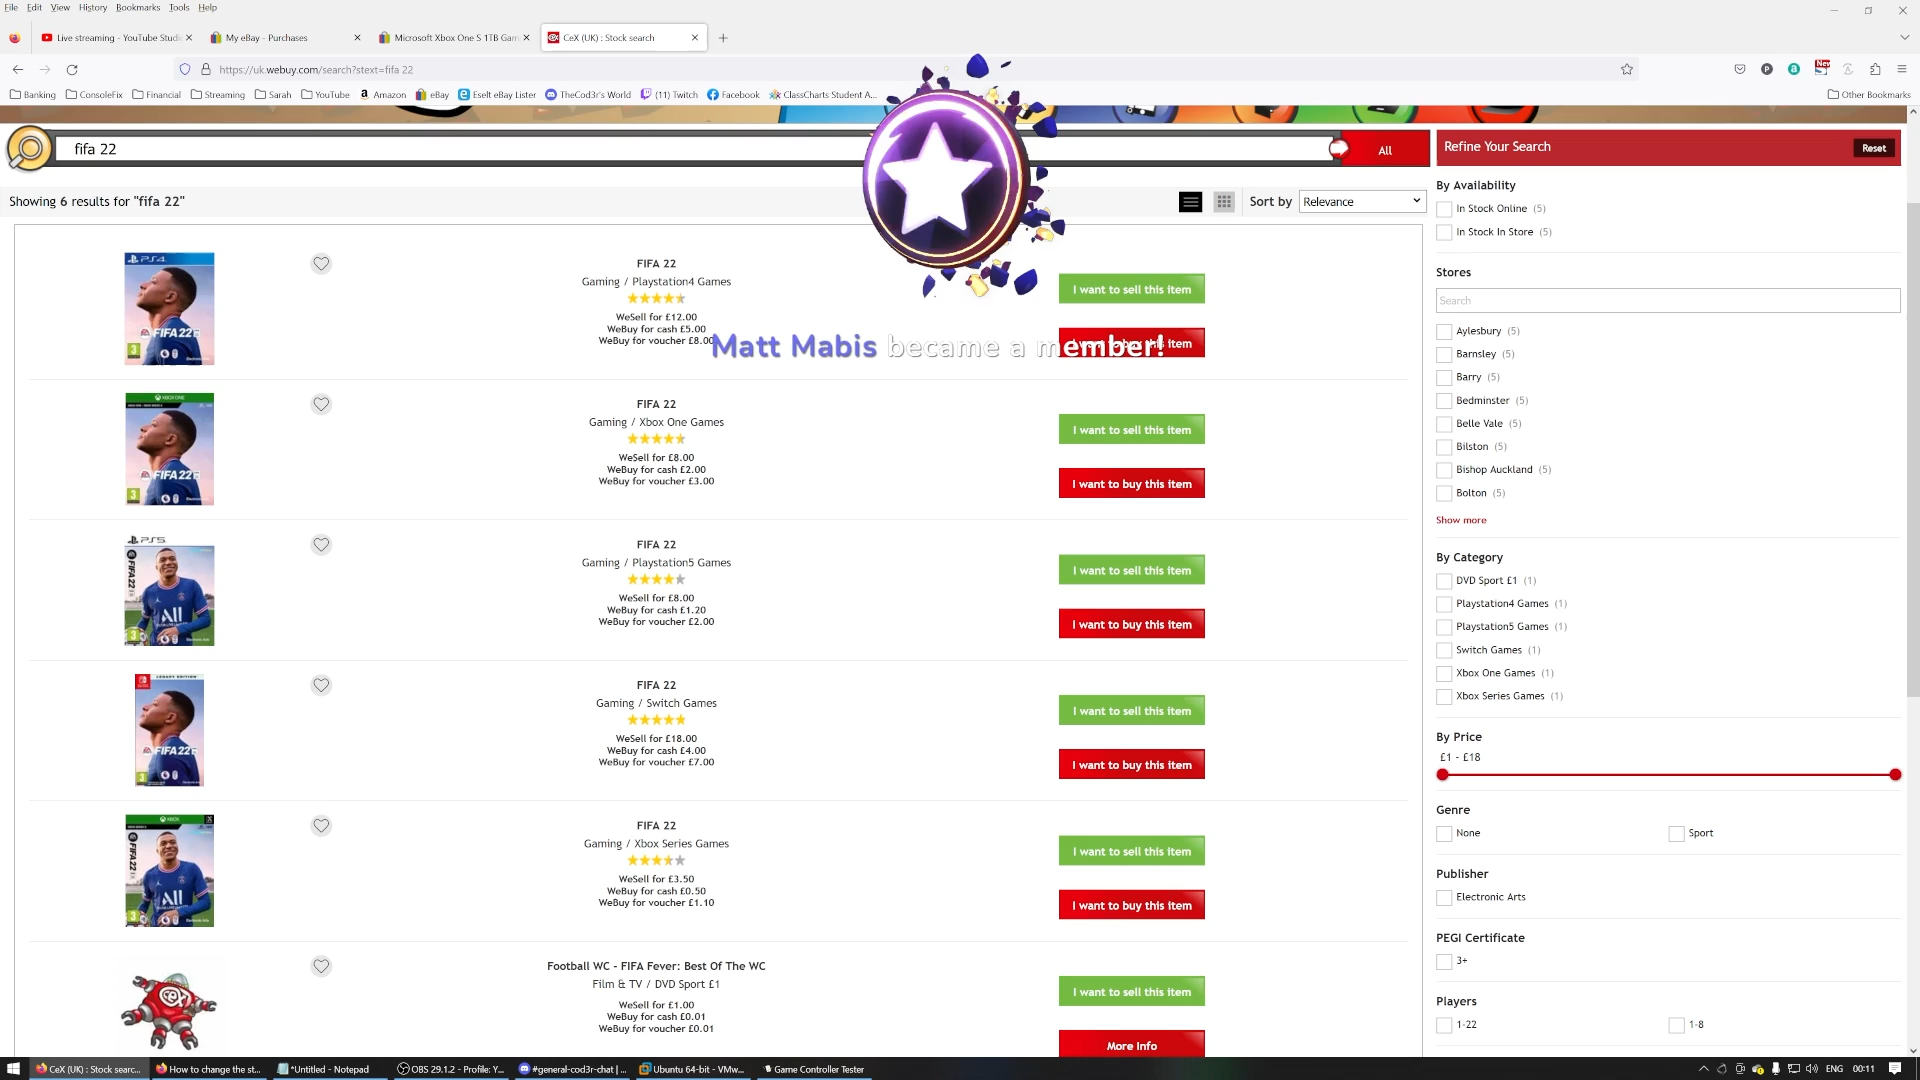 File Edit View History Bookmarks Tools Help
Live streaming - YouTube Studi
My eBay - Purchases
Microsoft Xbox One S 1TB Gam
CeX (UK) : Stock search
https://uk.webuy.com/search?stext=fifa 22
New
Banking ConsoleFix Financial Streaming Sarah YouTube Amazon eBay Eselt eBay Lister TheCod3r's World (11) Twitch Facebook ClassCharts Student A... Other Bookmarks
fifa 22
All
Showing 6 results for "fifa 22"
Sort by Relevance
FIFA 22
Gaming / Playstation4 Games
WeSell for £12.00
WeBuy for cash £5.00
WeBuy for voucher £8.00
I want to sell this item
Matt Mabis became a member!
FIFA 22
Gaming / Xbox One Games
WeSell for £8.00
WeBuy for cash £2.00
WeBuy for voucher £3.00
I want to sell this item
I want to buy this item
FIFA 22
Gaming / Playstation5 Games
WeSell for £8.00
WeBuy for cash £1.20
WeBuy for voucher £2.00
I want to sell this item
I want to buy this item
FIFA 22
Gaming / Switch Games
WeSell for £18.00
WeBuy for cash £4.00
WeBuy for voucher £7.00
I want to sell this item
I want to buy this item
FIFA 22
Gaming / Xbox Series Games
WeSell for £3.50
WeBuy for cash £0.50
WeBuy for voucher £1.10
I want to sell this item
I want to buy this item
Football WC - FIFA Fever: Best Of The WC
Film & TV / DVD Sport £1
WeSell for £1.00
WeBuy for cash £0.01
WeBuy for voucher £0.01
I want to sell this item
More Info
Refine Your Search
Reset
By Availability
In Stock Online (5)
In Stock In Store (5)
Stores
Search
Aylesbury (5)
Barnsley (5)
Barry (5)
Bedminster (5)
Belle Vale (5)
Bilston (5)
Bishop Auckland (5)
Bolton (5)
Show more
By Category
DVD Sport £1 (1)
Playstation4 Games (1)
Playstation5 Games (1)
Switch Games (1)
Xbox One Games (1)
Xbox Series Games (1)
By Price
£1 - £18
Genre
None
Sport
Publisher
Electronic Arts
PEGI Certificate
3+
Players
1-22
1-8
CeX (UK) : Stock searc...
How to change the st...
*Untitled - Notepad
OBS 29.1.2 - Profile: Y...
#general-cod3r-chat | ...
Ubuntu 64-bit - VMw...
Game Controller Tester
ENG 00:11